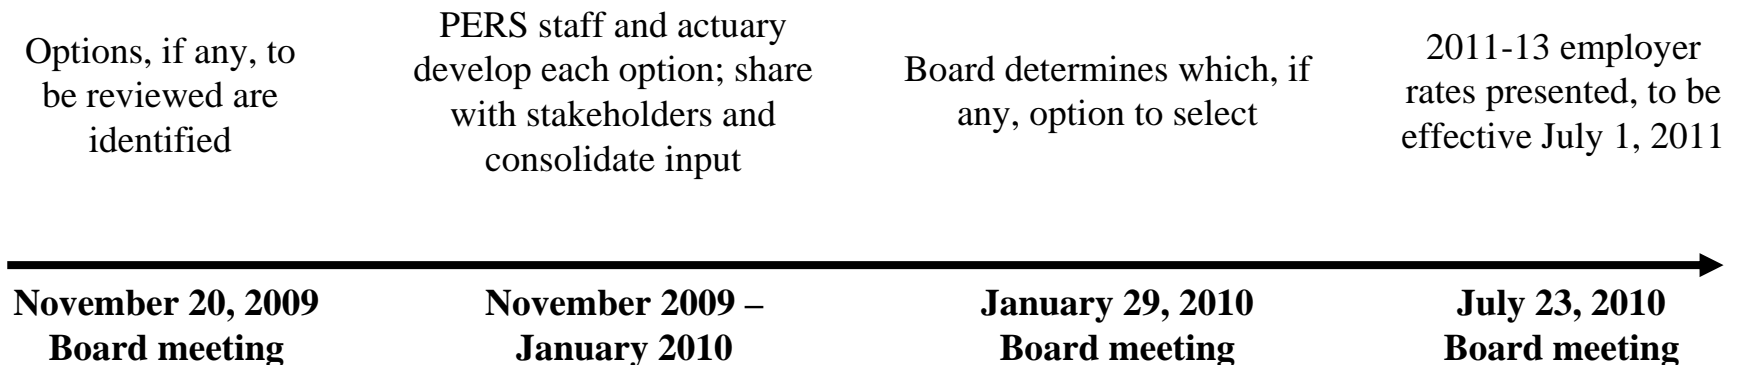 Options, if any, to
be reviewed are
identified
PERS staff and actuary
develop each option; share
with stakeholders and
consolidate input
Board determines which, if
any, option to select
2011-13 employer
rates presented, to be
effective July 1, 2011
November 20, 2009
Board meeting
November 2009 –
January 2010
January 29, 2010
Board meeting
July 23, 2010
Board meeting